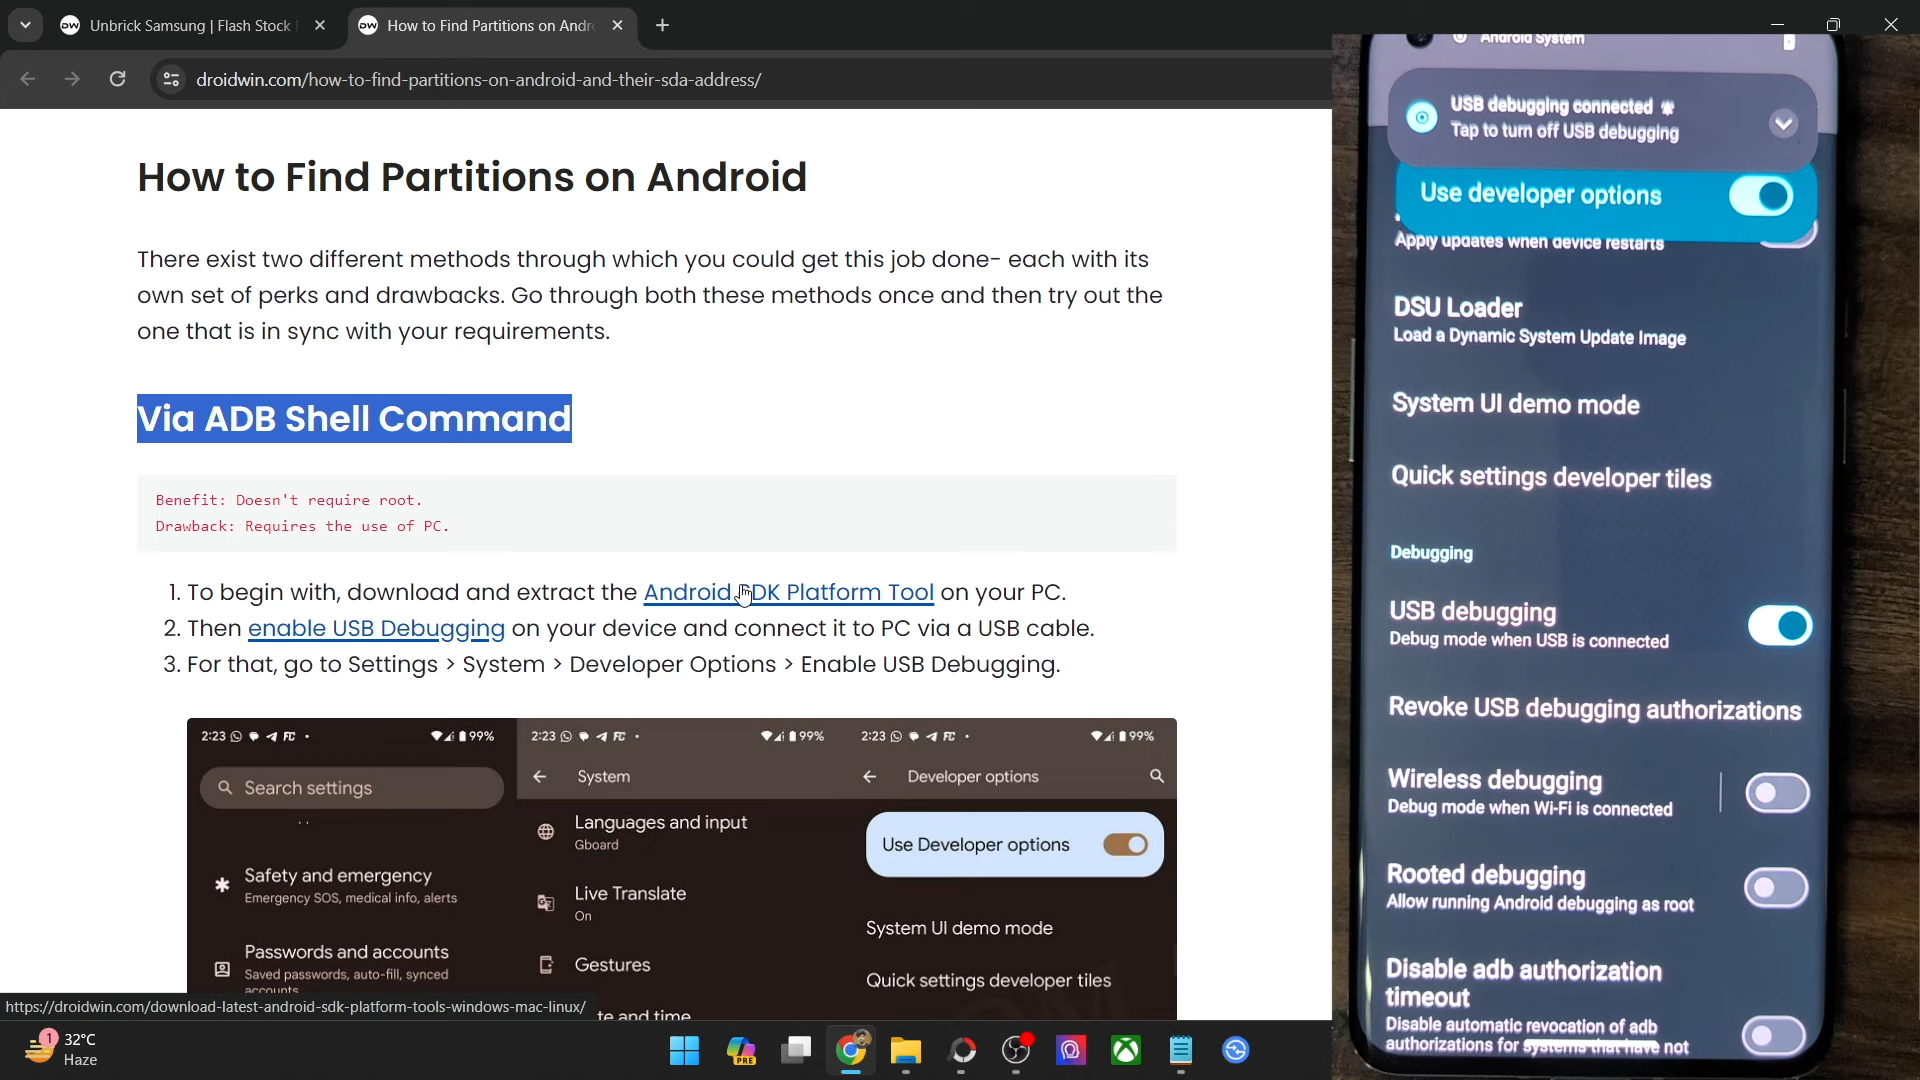 Unbrick Samsung | Flash Stock
How to Find Partitions on Andr
droidwin.com/how-to-find-partitions-on-android-and-their-sda-address/
How to Find Partitions on Android
There exist two different methods through which you could get this job done- each with its
own set of perks and drawbacks. Go through both these methods once and then try out the
one that is in sync with your requirements.
Via ADB Shell Command
Benefit: Doesn't require root.
Drawback: Requires the use of PC.
1. To begin with, download and extract the Android SDK Platform Tool on your PC.
2. Then enable USB Debugging on your device and connect it to PC via a USB cable.
3. For that, go to Settings > System > Developer Options > Enable USB Debugging.
2:23 FC • 99%
Search settings
Safety and emergency
Emergency SOS, medical info, alerts
Passwords and accounts
Saved passwords, auto-fill, synced
accounts
2:23 FC • 99%
System
Languages and input
Gboard
Live Translate
On
Gestures
te and time
2:23 FC • 99%
Developer options
Use Developer options
System UI demo mode
Quick settings developer tiles
https://droidwin.com/download-latest-android-sdk-platform-tools-windows-mac-linux/
1
32°C
Haze
PRE
Android System
USB debugging connected
Tap to turn off USB debugging
Use developer options
Apply updates when device restarts
DSU Loader
Load a Dynamic System Update Image
System UI demo mode
Quick settings developer tiles
Debugging
USB debugging
Debug mode when USB is connected
Revoke USB debugging authorizations
Wireless debugging
Debug mode when Wi-Fi is connected
Rooted debugging
Allow running Android debugging as root
Disable adb authorization
timeout
Disable automatic revocation of adb
authorizations for systems that have not